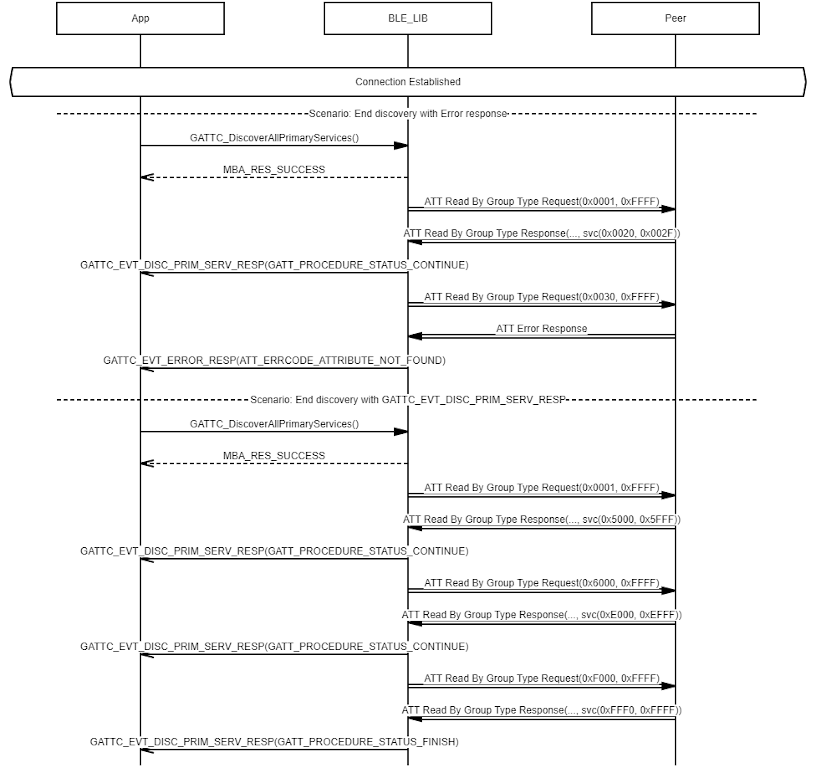 App
BLE_LIB
Peer
Connection Established
Scenario: End discovery with Error response
GATTC_DiscoverAllPrimaryServices()
MBA_RES_SUCCESS
ATT Read By Group Type Request(0x0001, 0xFFFF)
ATT Read By Group Type Response(..., svc(0x0020, 0x002F)
GATTC_EVT_DISC_PRIM_SERV_RESP(GATT_PROCEDURE_STATUS_CONTINUE)
ATT Read By Group Type Request(0x0030, 0xFFFF)
ATT Error Response
GATTC_EVT_ERROR_RESP(ATT_ERRCODE_ATTRIBUTE_NOT_FOUND)
Scenario: End discovery with GATTC_EVT_DISC_PRIM_SERV_RESP
GATTC_DiscoverAllPrimaryServices()
MBA_RES_SUCCESS
ATT Read By Group Type Request(0x0001, 0xFFFF)
ATT Read By Group Type Response(..., svc(0x5000, 0x5FFF))
GATTC_EVT_DISC_PRIM_SERV_RESP(GATT_PROCEDURE_STATUS_CONTINUE)
ATT Read By Group Type Request(0x6000, 0xFFFF)
ATT Read By Group Type Response(..., svc(0xE000, 0xEFFF))
GATTC_EVT_DISC_PRIM_SERV_RESP(GATT_PROCEDURE_STATUS_CONTINUE)
ATT Read By Group Type Request(0xF000, 0xFFFF)
ATT Read By Group Type Response(..., svc(0xFFF0, 0xFFFF))
GATTC_EVT_DISC_PRIM_SERV_RESP(GATT_PROCEDURE_STATUS_FINISH)